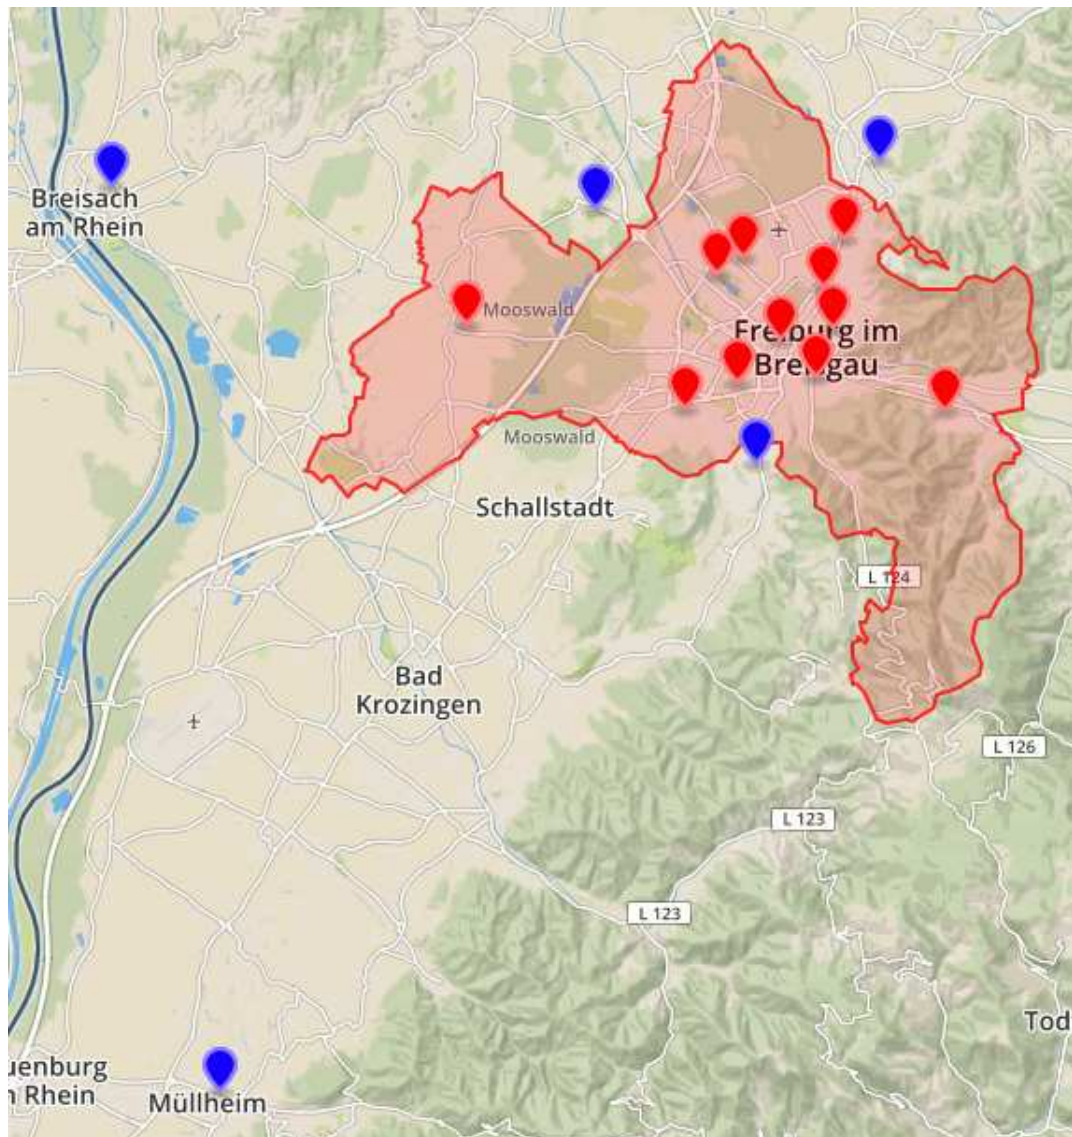 Breisach
am Rhein
Mooswald
Freiburg im
Breisgau
Mooswald
Schallstadt
L 124
Bad
Krozingen
L 126
L 123
L 123
Tod
uenburg
n Rhein
Müllheim